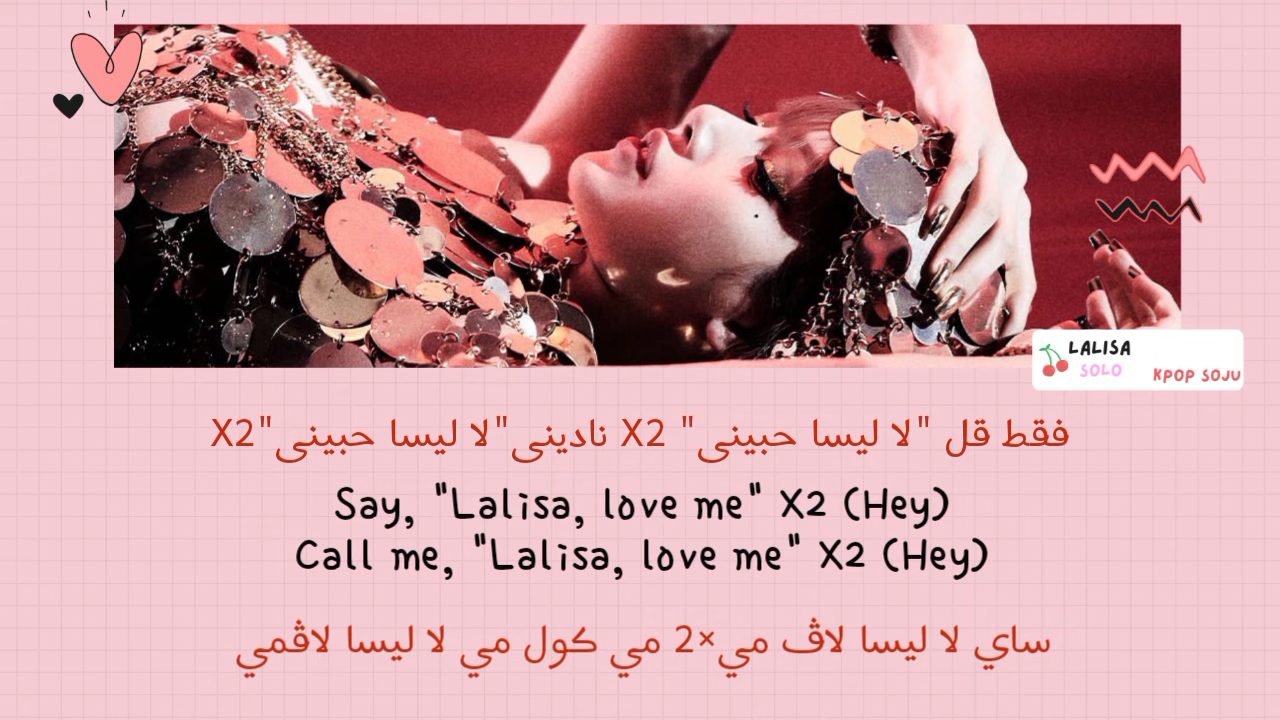 LALISA
SOLO
KPOP SOJU
فقط قل "لا ليسا حبينى" X2 نادينى"لا ليسا حبينى"X2
Say, "Lalisa, love me" X2 (Hey)
Call me, "Lalisa, love me" X2 (Hey)
ساي لا ليسا لاڤ مي×2 مي كول مي لا ليسا لاڤمي